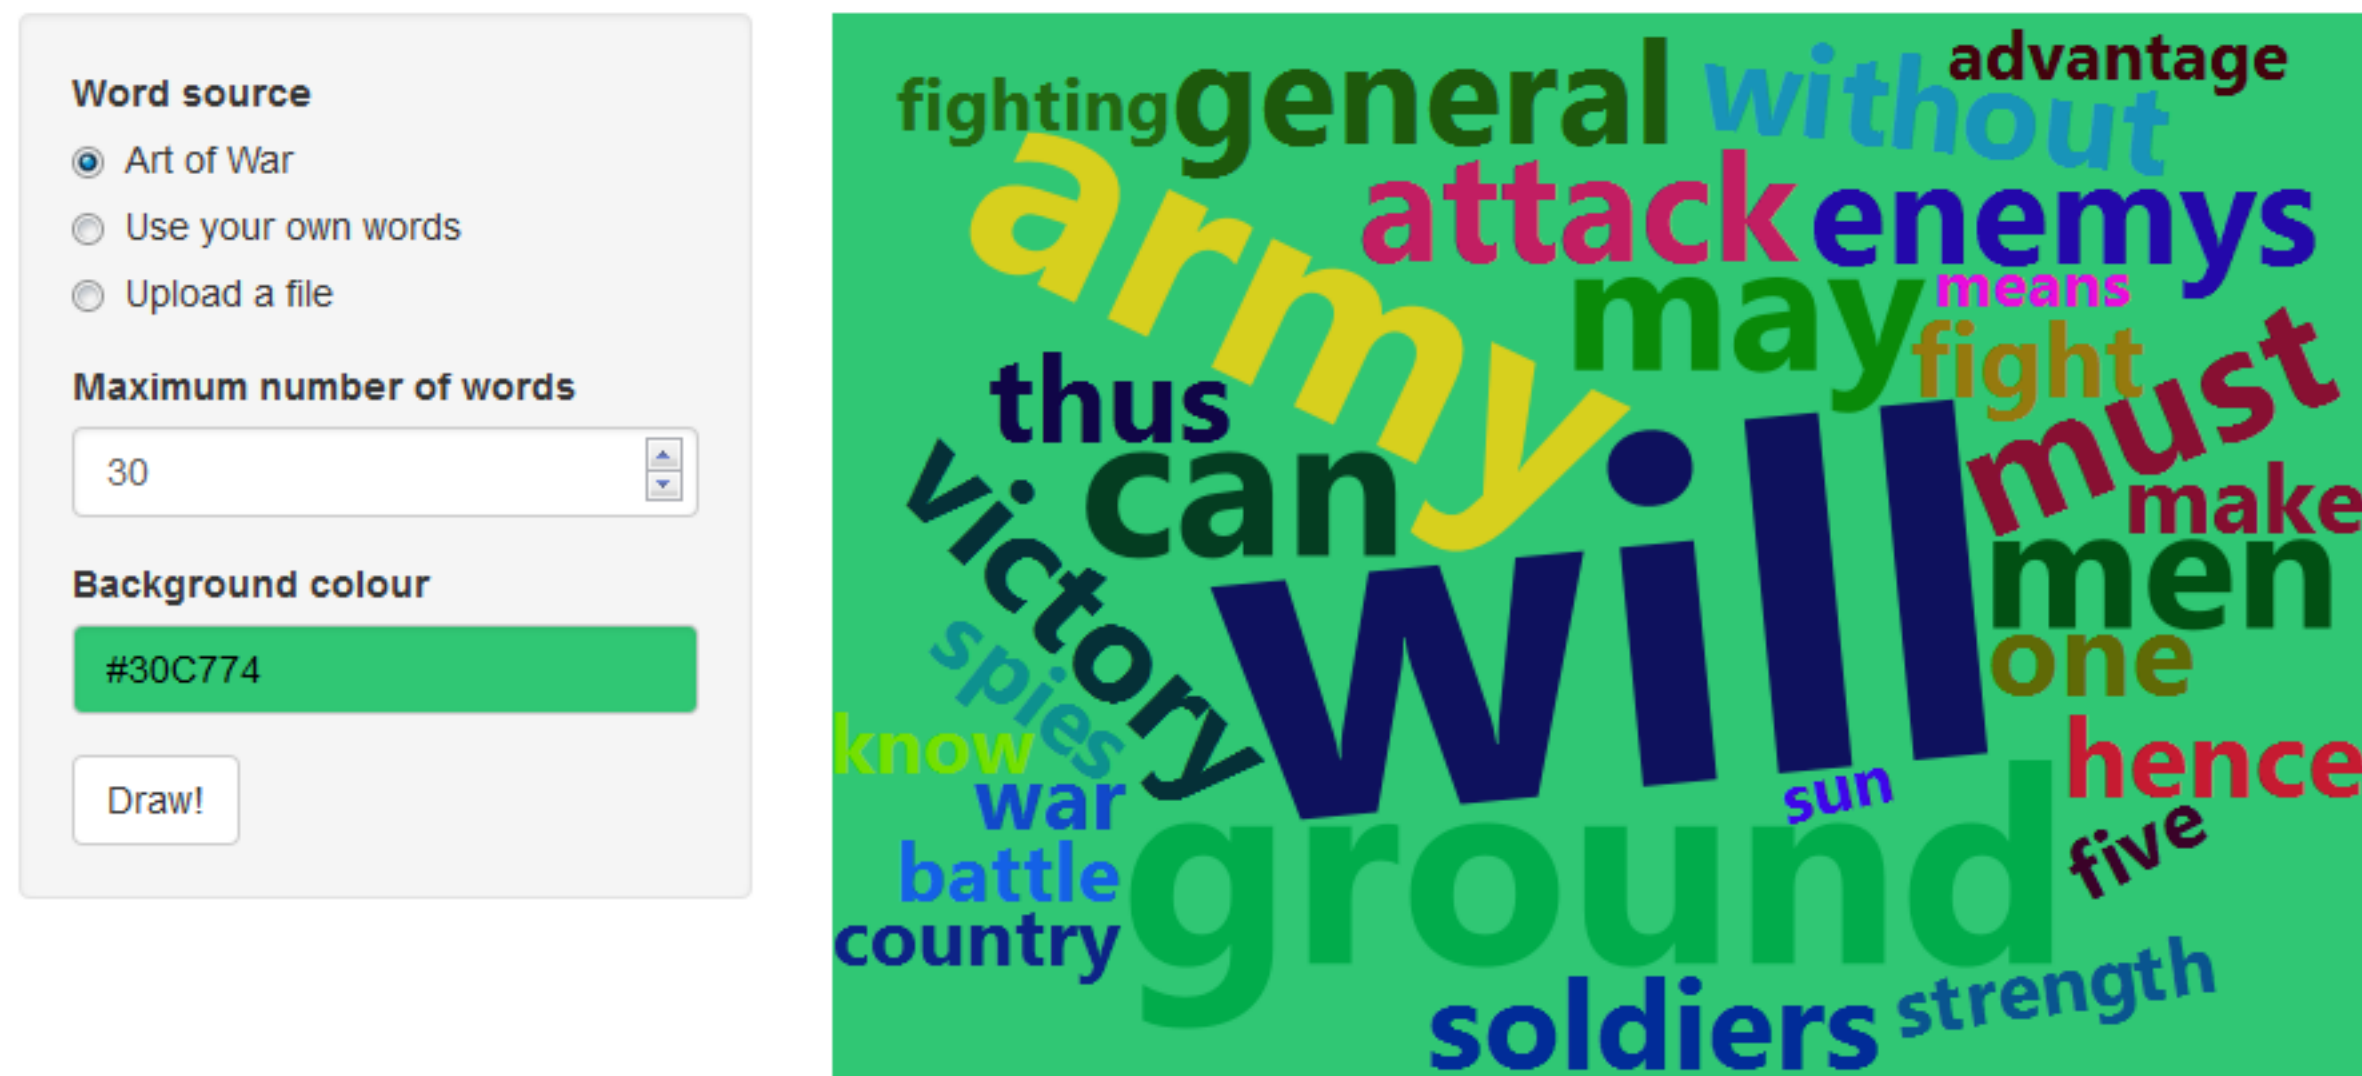 Word source
Art of War
Use your own words
Upload a file
Maximum number of words
30
Background colour
#30C774
Draw!
advantage
fighting
general
without
army
attack
enemys
means
may
fight
must
thus
can
victory
will
make
men
one
spies
know
war
sun
hence
five
battle
ground
country
strength
soldiers